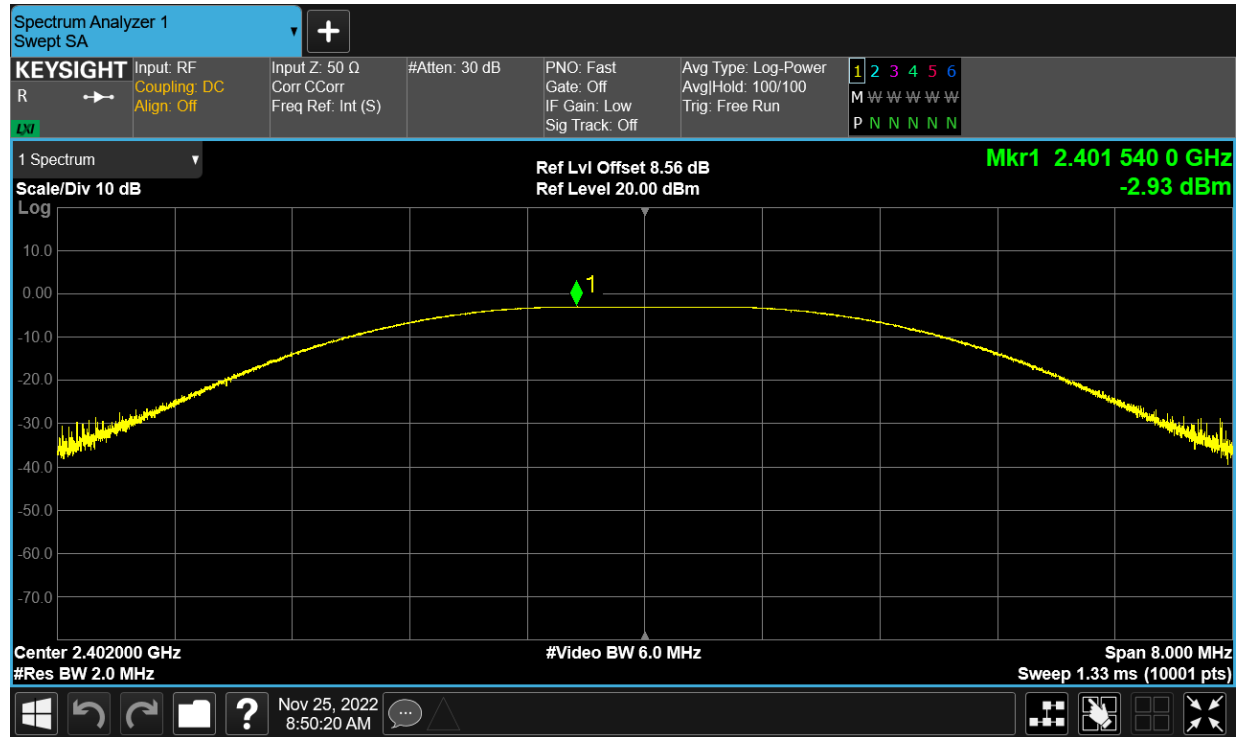 Spectrum Analyzer 1
Swept SA
KEYSIGHT
R
LXI
Input: RF
Coupling: DC
Align: Off
Input Z: 50 Ω
Corr CCorr
Freq Ref: Int (S)
#Atten: 30 dB
PNO: Fast
Gate: Off
IF Gain: Low
Sig Track: Off
Avg Type: Log-Power
Avg|Hold: 100/100
Trig: Free Run
1 2 3 4 5 6
M W W W W W W
P N N N N N N
1 Spectrum
Scale/Div 10 dB
Log
Ref Lvl Offset 8.56 dB
Ref Level 20.00 dBm
Mkr1 2.401 540 0 GHz
-2.93 dBm
1
10.0
0.00
-10.0
-20.0
-30.0
-40.0
-50.0
-60.0
-70.0
Center 2.402000 GHz
#Res BW 2.0 MHz
#Video BW 6.0 MHz
Span 8.000 MHz
Sweep 1.33 ms (10001 pts)
?
Nov 25, 2022
8:50:20 AM